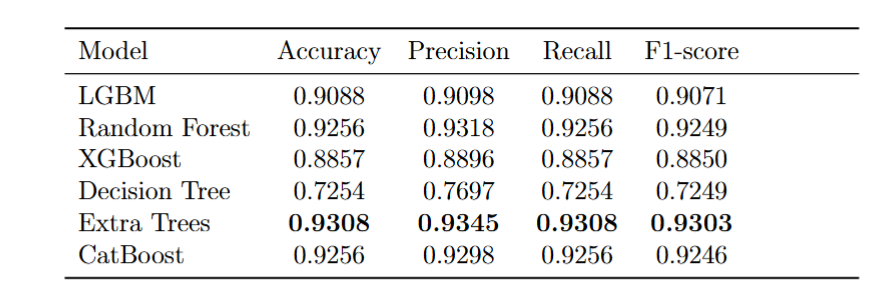 Model Accuracy Precision Recall F1-score
LGBM 0.9088 0.9098 0.9088 0.9071
Random Forest 0.9256 0.9318 0.9256 0.9249
XGBoost 0.8857 0.8896 0.8857 0.8850
Decision Tree 0.7254 0.7697 0.7254 0.7249
Extra Trees 0.9308 0.9345 0.9308 0.9303
CatBoost 0.9256 0.9298 0.9256 0.9246